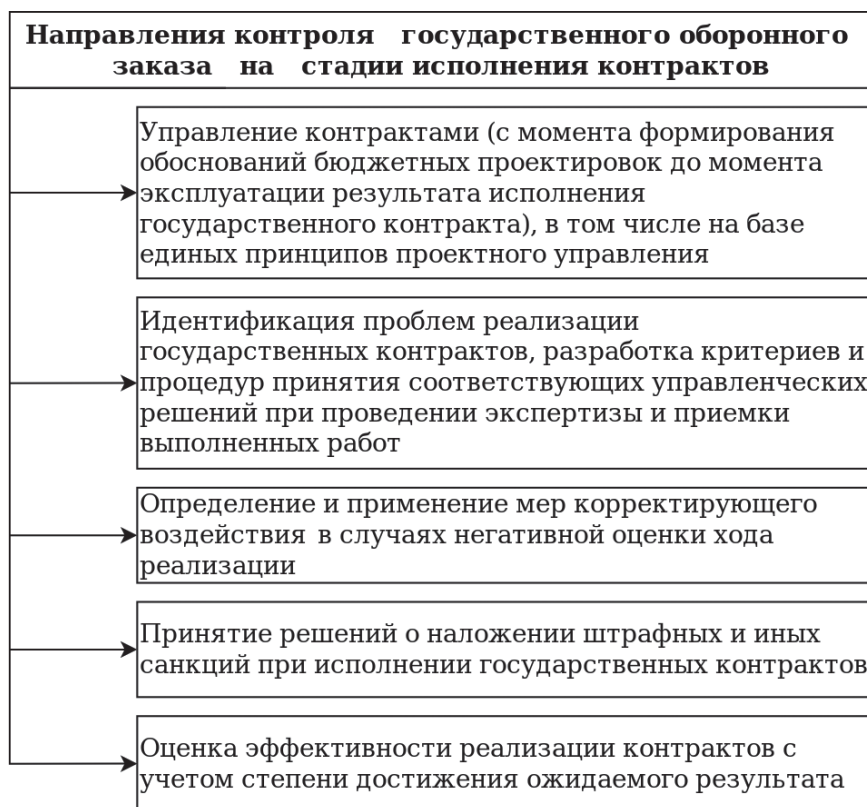 Направления контроля государственного оборонного
заказа на стадии исполнения контрактов
Управление контрактами (с момента формирования
обоснований бюджетных проектировок до момента
эксплуатации результата исполнения
государственного контракта), в том числе на базе
единых принципов проектного управления
Идентификация проблем реализации
государственных контрактов, разработка критериев и
процедур принятия соответствующих управленческих
решений при проведении экспертизы и приемки
выполненных работ
Определение и применение мер корректирующего
воздействия в случаях негативной оценки хода
реализации
Принятие решений о наложении штрафных и иных
санкций при исполнении государственных контрактов
Оценка эффективности реализации контрактов с
учетом степени достижения ожидаемого результата